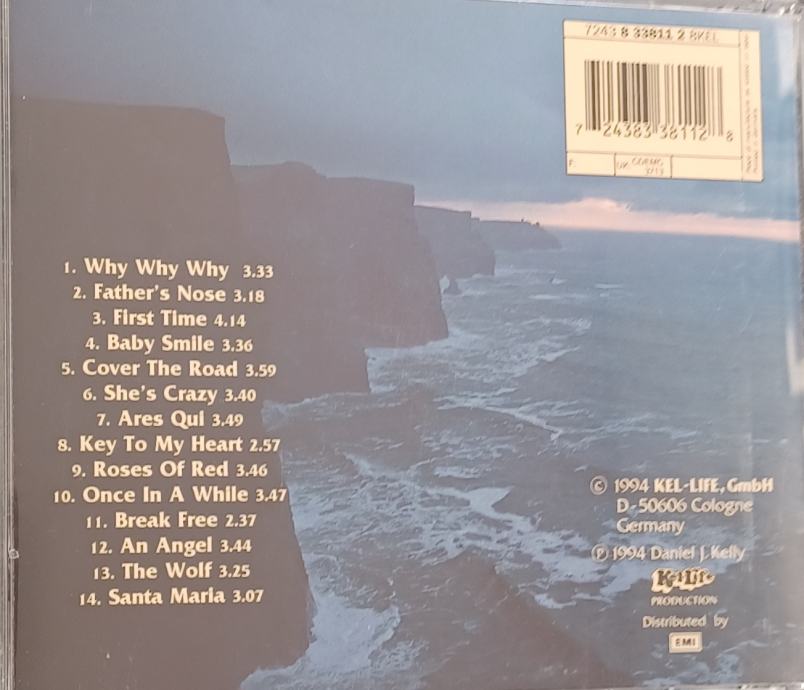 7243 8 33811 2 8KEL
7 24383 38112 8
F:
UK: CDEMC
1. Why Why Why 3.33
2. Father's Nose 3.18
3. First Time 4.14
4. Baby Smile 3.36
5. Cover The Road 3.59
6. She's Crazy 3.40
7. Ares Qui 3.49
8. Key To My Heart 2.57
9. Roses Of Red 3.46
10. Once In A While 3.47
11. Break Free 2.37
12. An Angel 3.44
13. The Wolf 3.25
14. Santa Maria 3.07
© 1994 KEL-LIFE, GmbH
D-50606 Cologne
Germany
℗ 1994 Daniel J. Kelly
Kel-Life
PRODUCTION
Distributed by
EMI